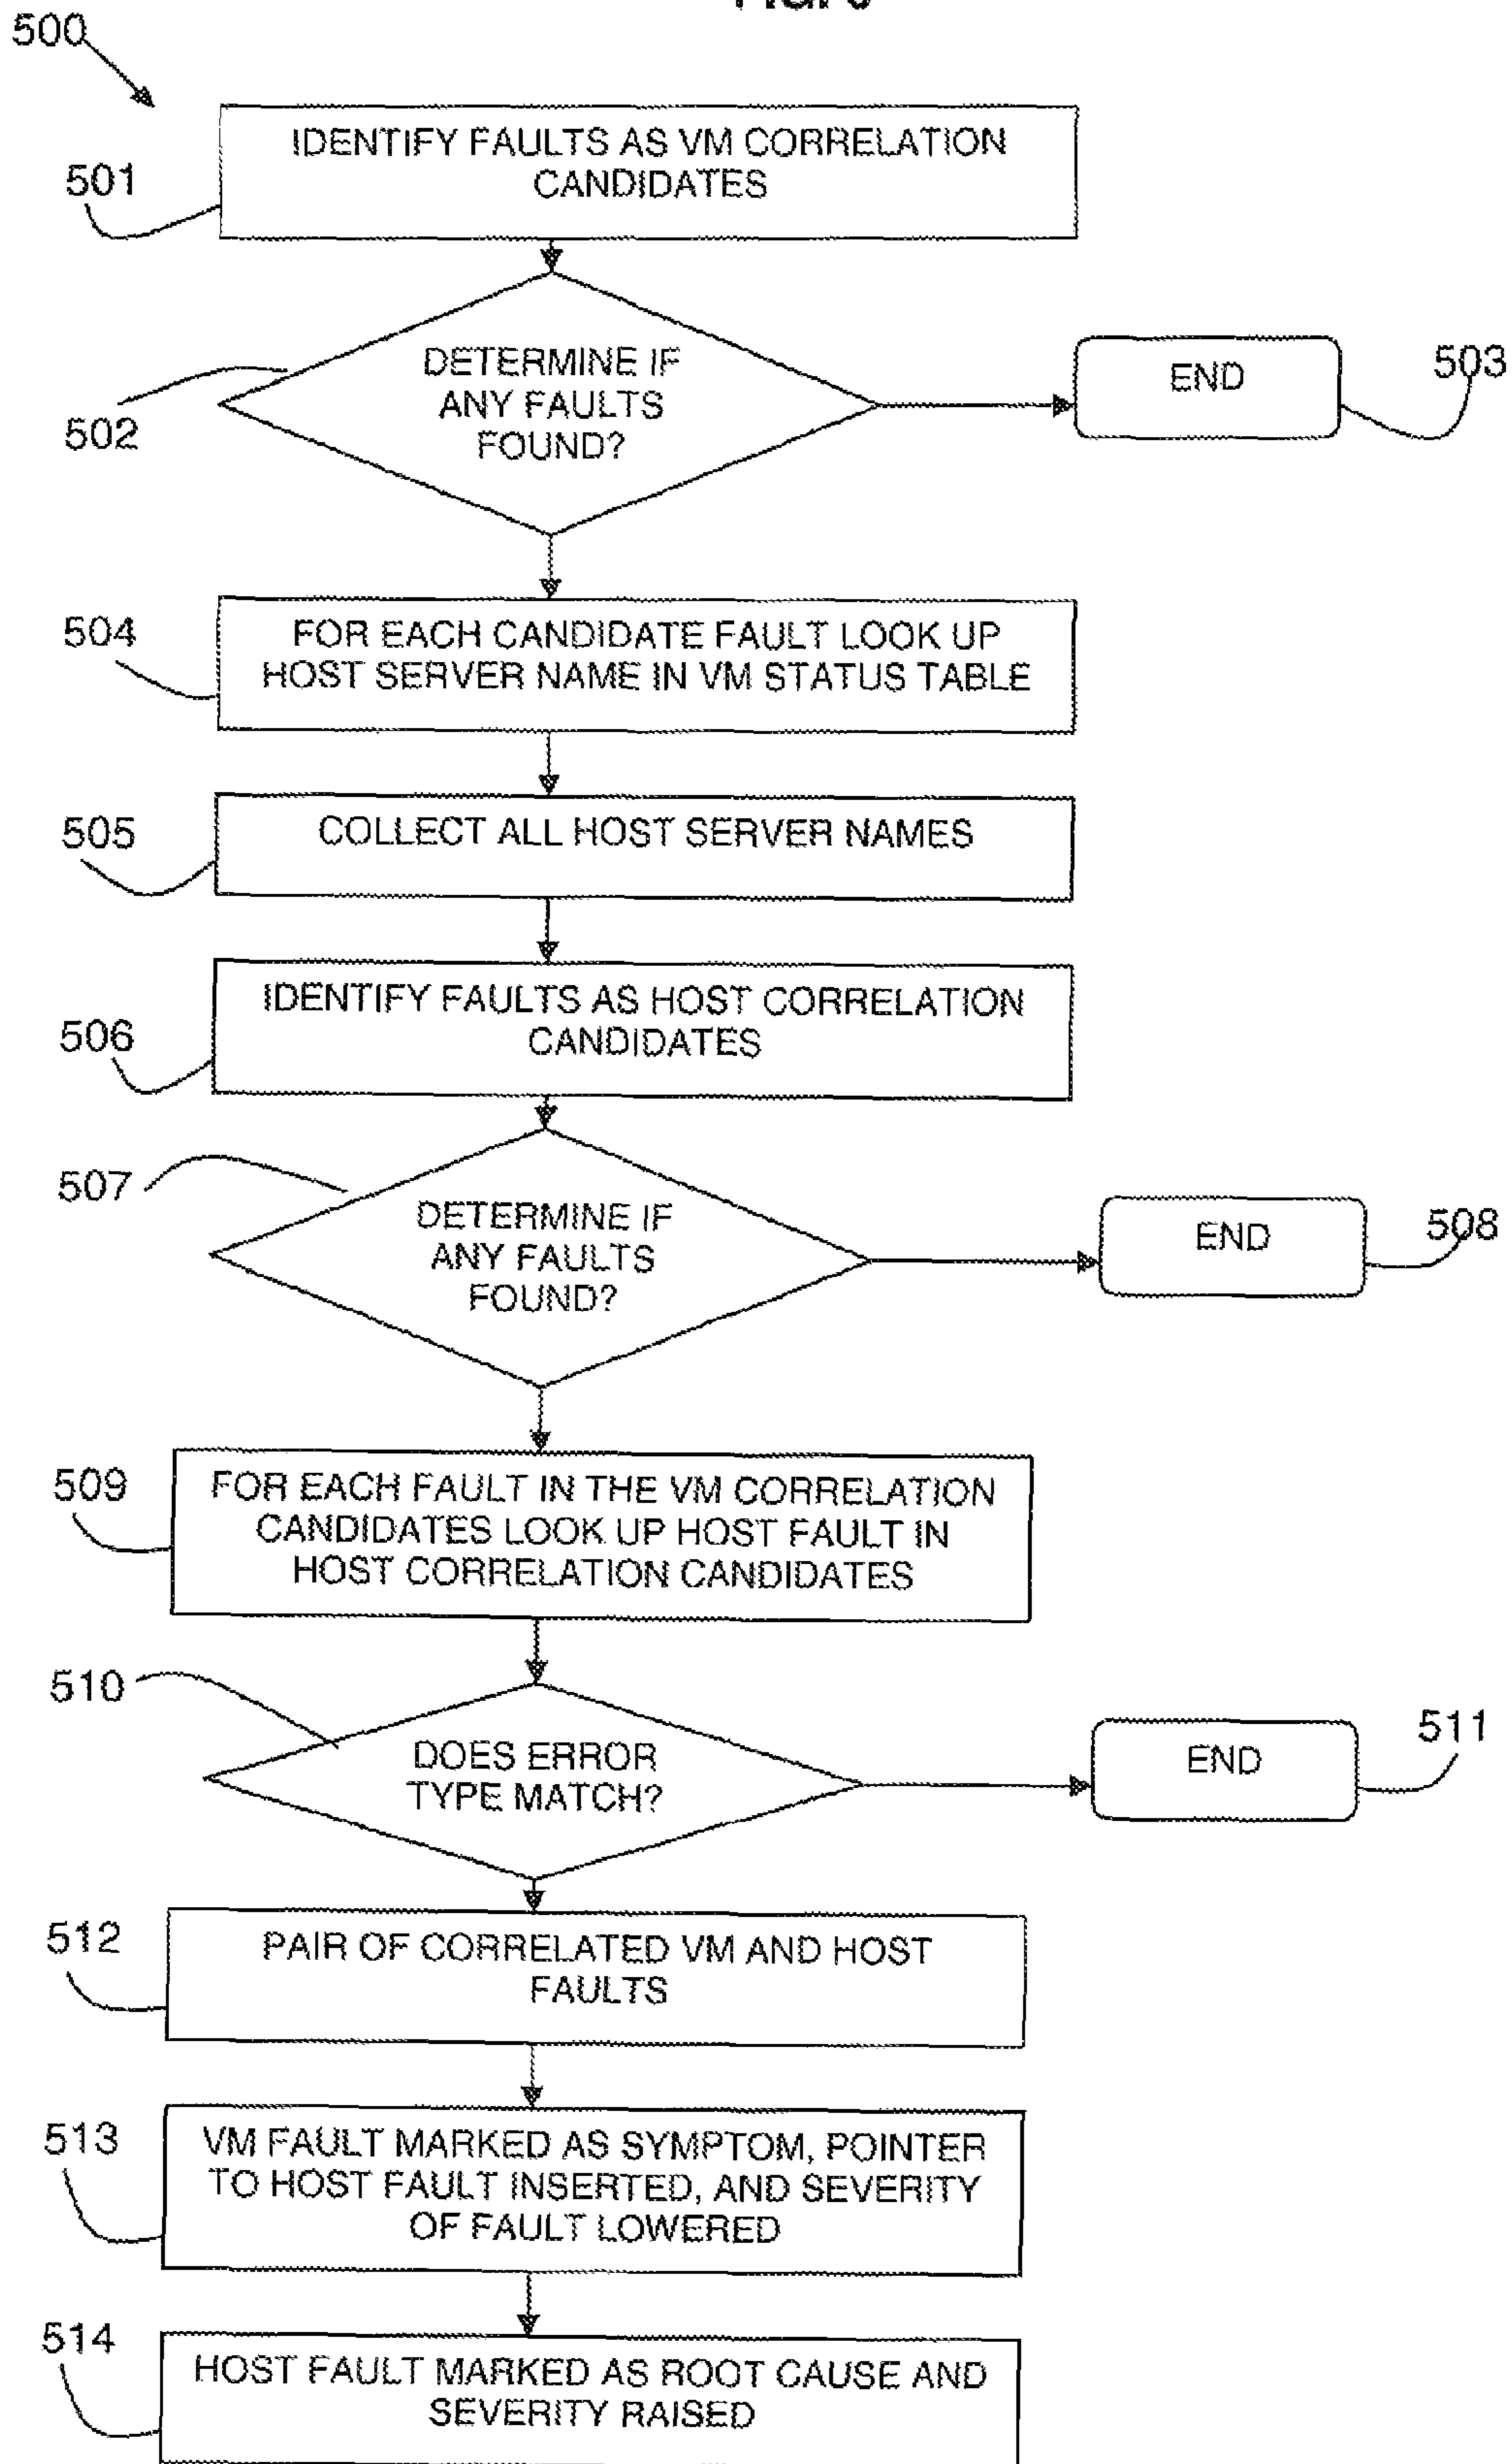 500
IDENTIFY FAULTS AS VM CORRELATION
CANDIDATES
501
DETERMINE IF
ANY FAULTS
FOUND?
502
END
503
FOR EACH CANDIDATE FAULT LOOK UP
HOST SERVER NAME IN VM STATUS TABLE
504
COLLECT ALL HOST SERVER NAMES
505
IDENTIFY FAULTS AS HOST CORRELATION
CANDIDATES
506
DETERMINE IF
ANY FAULTS
FOUND?
507
END
508
FOR EACH FAULT IN THE VM CORRELATION
CANDIDATES LOOK UP HOST FAULT IN
HOST CORRELATION CANDIDATES
509
DOES ERROR
TYPE MATCH?
510
END
511
PAIR OF CORRELATED VM AND HOST
FAULTS
512
VM FAULT MARKED AS SYMPTOM, POINTER
TO HOST FAULT INSERTED, AND SEVERITY
OF FAULT LOWERED
513
HOST FAULT MARKED AS ROOT CAUSE AND
SEVERITY RAISED
514